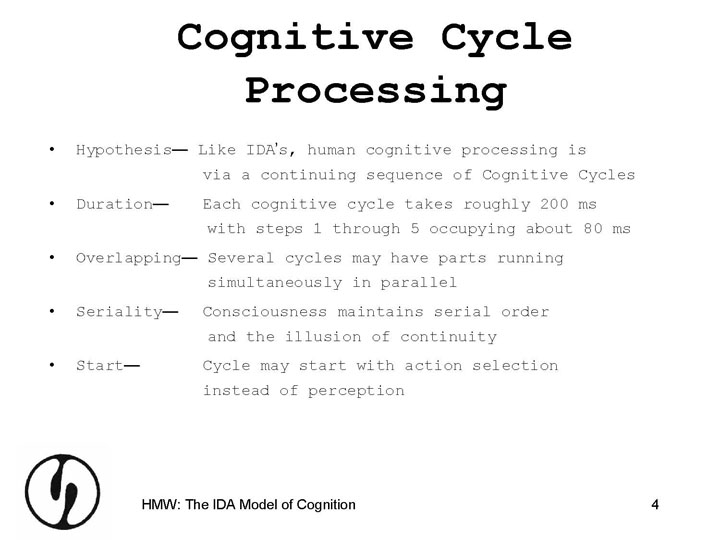 Cognitive Cycle
Processing
• Hypothesis— Like IDA's, human cognitive processing is
via a continuing sequence of Cognitive Cycles
• Duration— Each cognitive cycle takes roughly 200 ms
with steps 1 through 5 occupying about 80 ms
• Overlapping— Several cycles may have parts running
simultaneously in parallel
• Seriality— Consciousness maintains serial order
and the illusion of continuity
• Start— Cycle may start with action selection
instead of perception
HMW: The IDA Model of Cognition 4